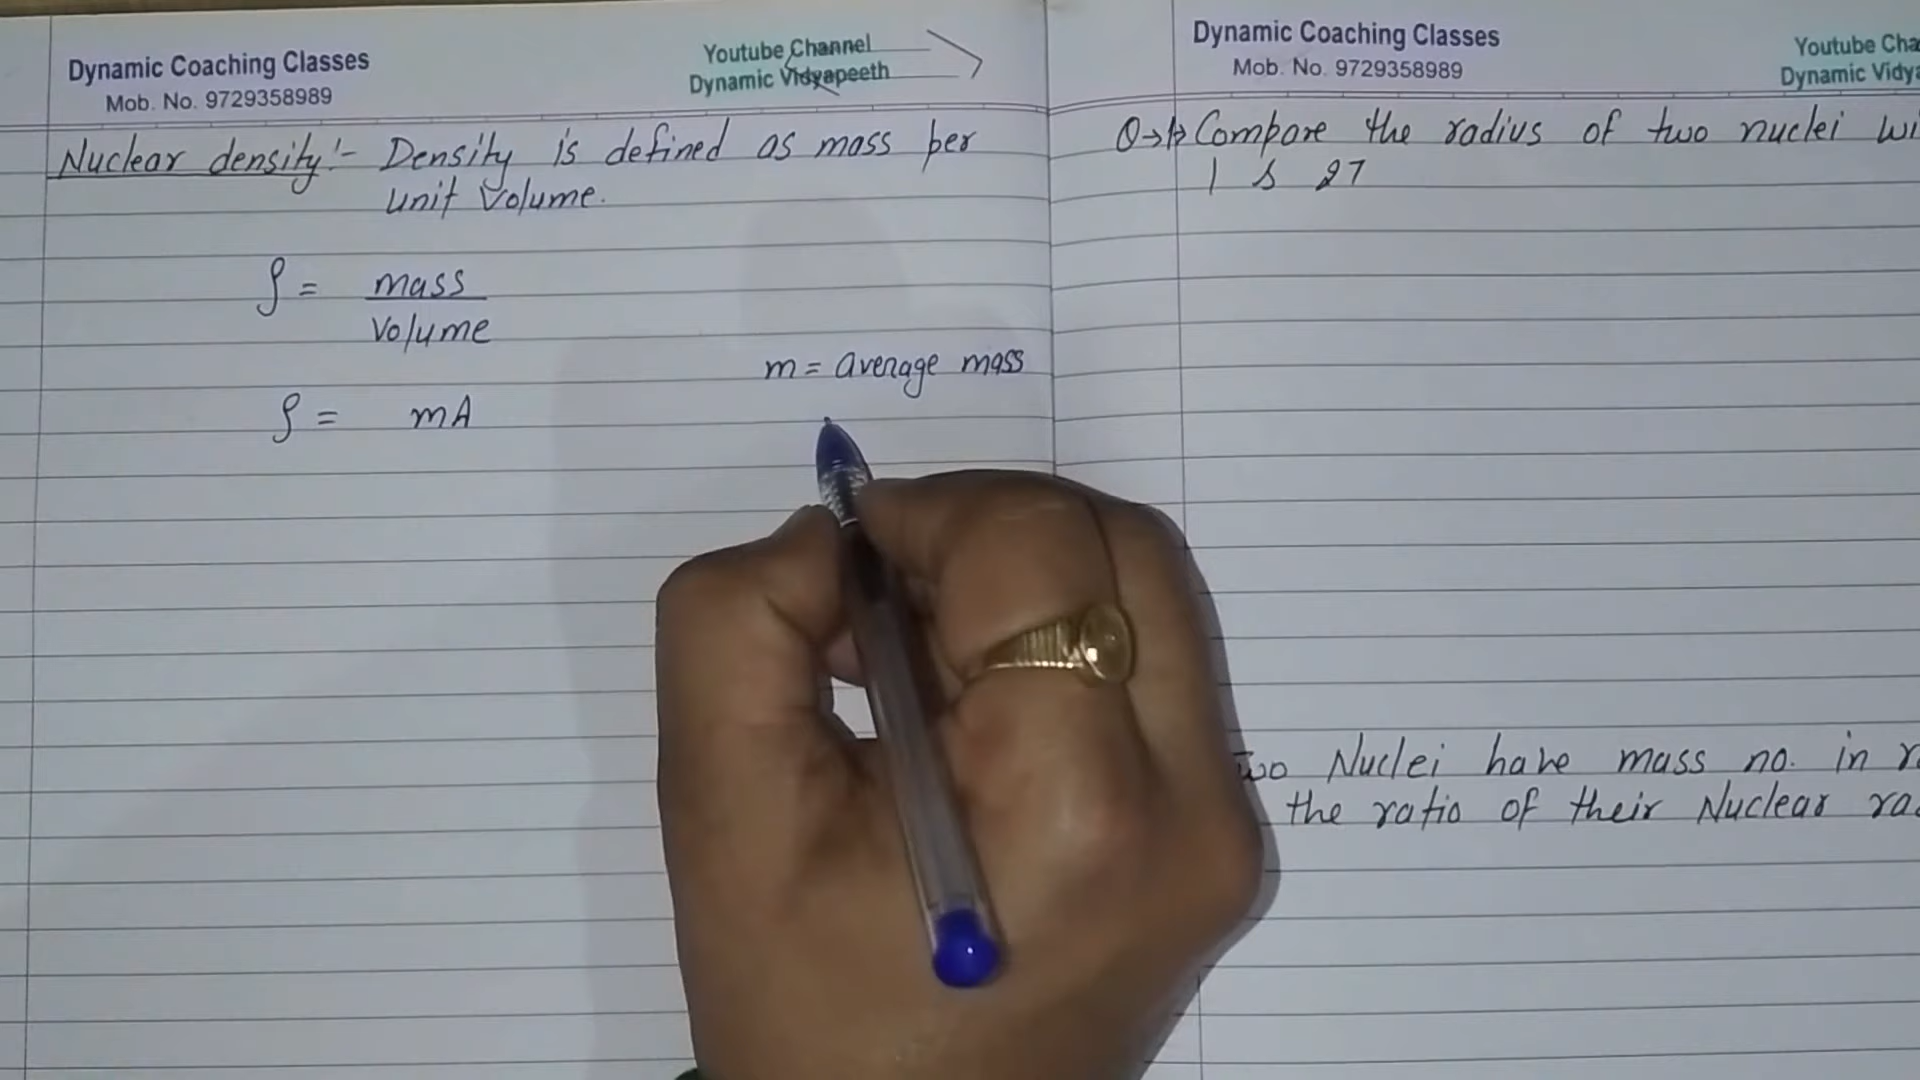 Dynamic Coaching Classes
Mob. No. 9729358989
Youtube Channel
Dynamic Vidyapeeth
Nuclear density:- Density is defined as mass per
unit Volume.
ρ = mass
Volume
m = average mass
ρ = mA
Dynamic Coaching Classes
Mob. No. 9729358989
Youtube
Dynamic
Compare the radius of two nuclei
1 & 27
Nuclei have mass no. in
the ratio of their Nuclear